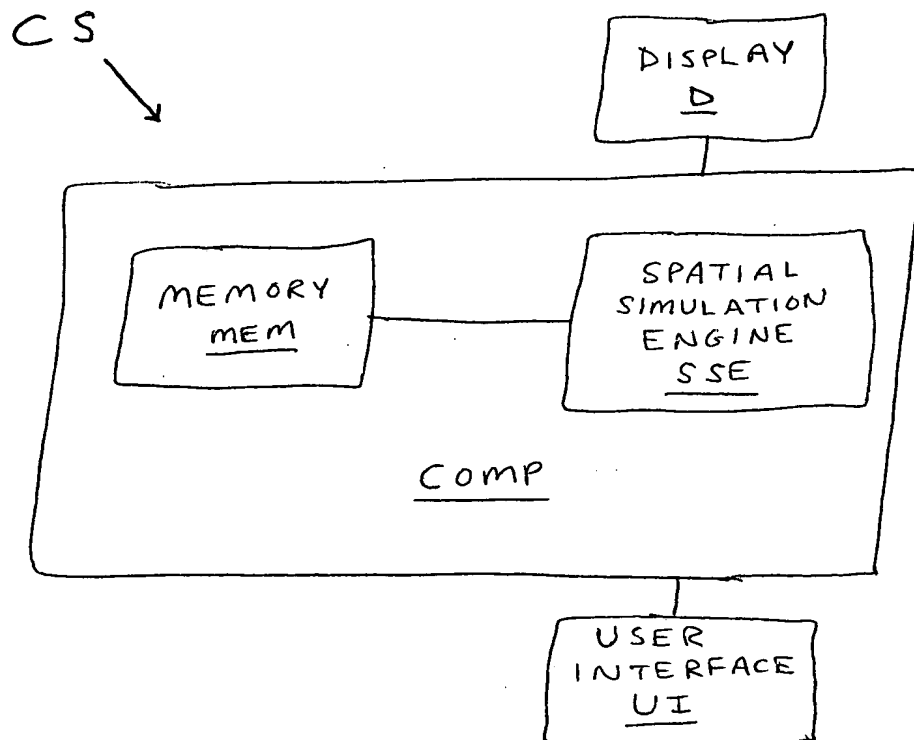 CS
DISPLAY
D
MEMORY
MEM
SPATIAL
SIMULATION
ENGINE
SSE
COMP
USER
INTERFACE
UI